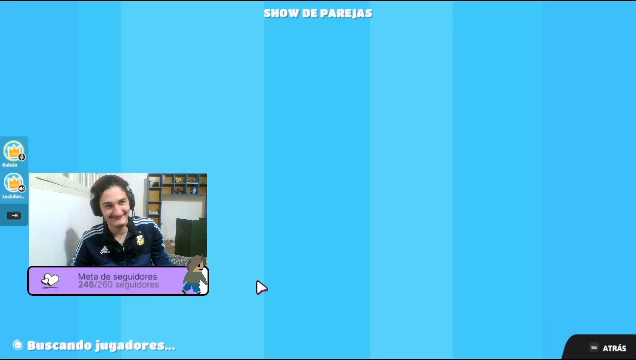 SHOW DE PAREJAS
Meta de seguidores
246/260 seguidores
Buscando jugadores...
ATRÁS